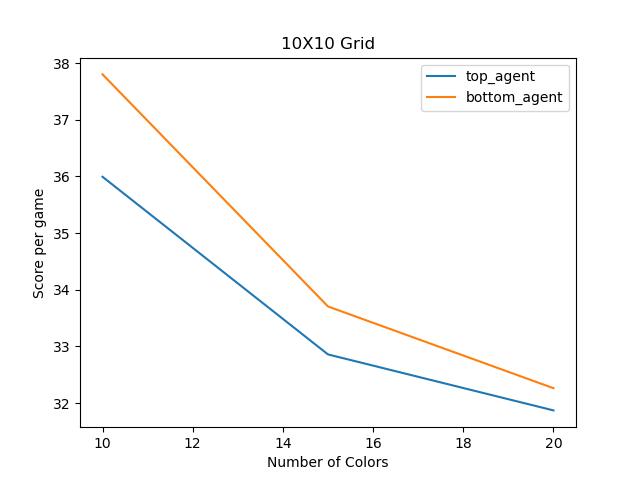 10X10 Grid
top_agent
bottom_agent
38
37
36
35
34
33
32
Score per game
10 12 14 16 18 20
Number of Colors